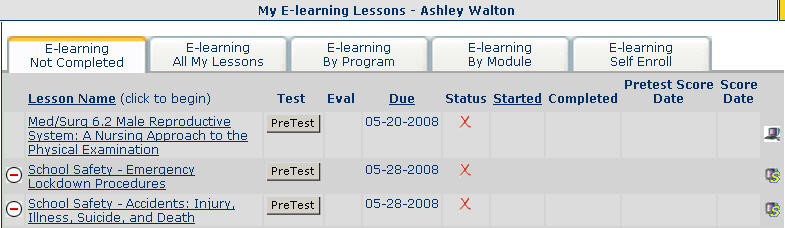 My E-learning Lessons - Ashley Walton
E-learning
Not Completed
E-learning
All My Lessons
E-learning
By Program
E-learning
By Module
E-learning
Self Enroll
Lesson Name (click to begin) Test Eval Due Status Started Completed Pretest Score Date Score Date
Med/Surg 6.2 Male Reproductive
System: A Nursing Approach to the
Physical Examination
PreTest 05-20-2008 X
School Safety - Emergency
Lockdown Procedures
PreTest 05-28-2008 X
School Safety - Accidents: Injury,
Illness, Suicide, and Death
PreTest 05-28-2008 X